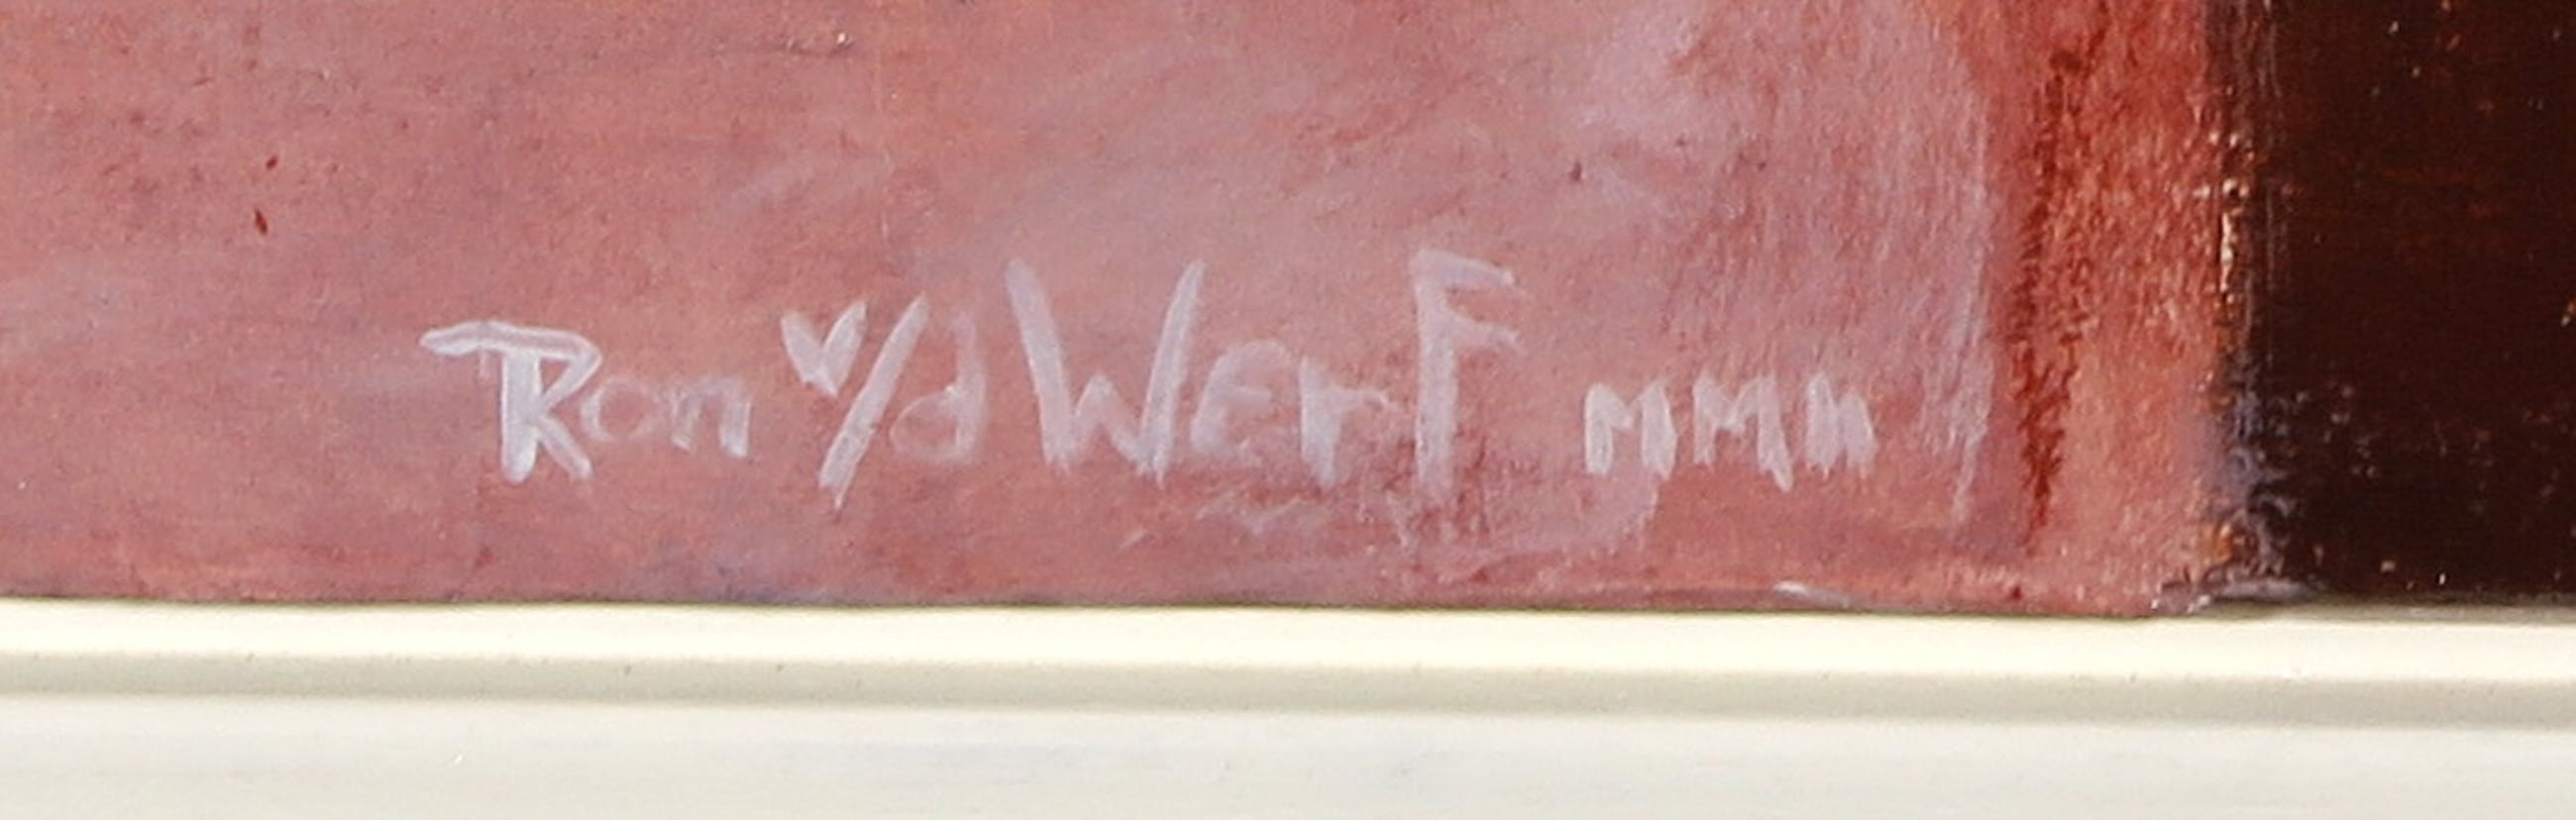 Ron v/d WerF MMII